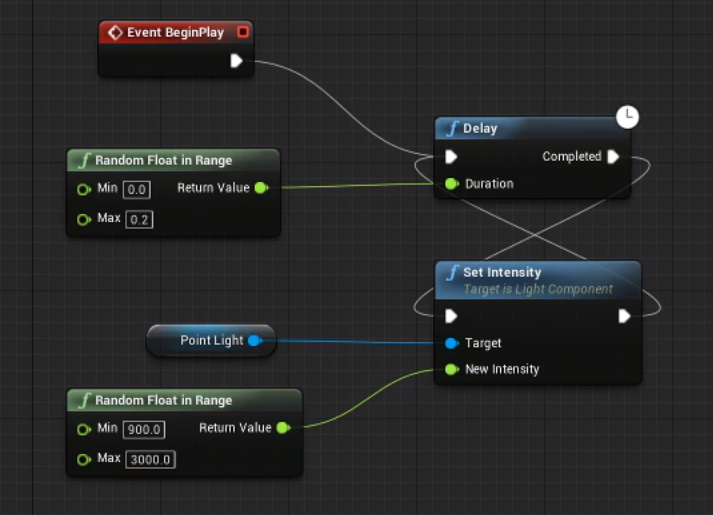 Event BeginPlay
Delay
Completed
Duration
Random Float in Range
Min 0.0 Return Value
Max 0.2
Set Intensity
Target is Light Component
Target
New Intensity
Point Light
Random Float in Range
Min 900.0 Return Value
Max 3000.0